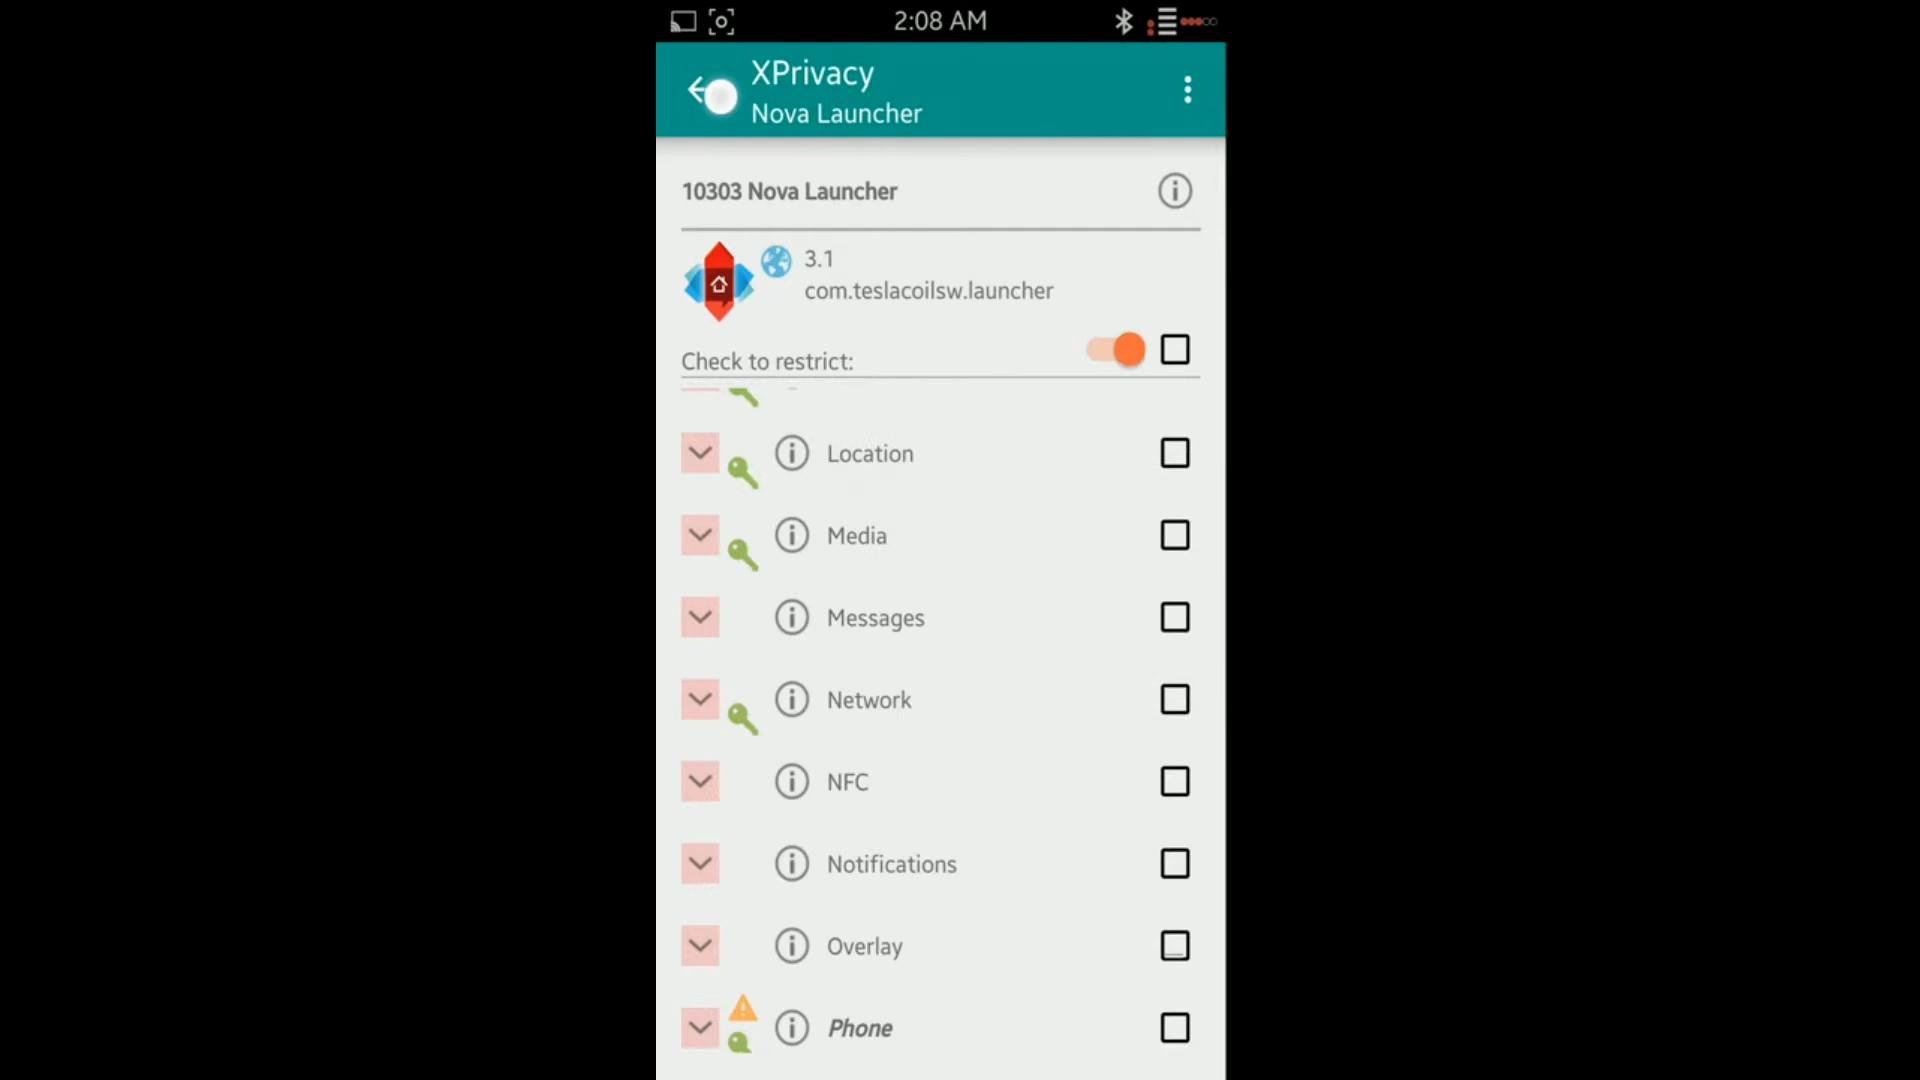 2:08 AM
XPrivacy
Nova Launcher
10303 Nova Launcher
3.1
com.teslacoilsw.launcher
Check to restrict:
Location
Media
Messages
Network
NFC
Notifications
Overlay
Phone